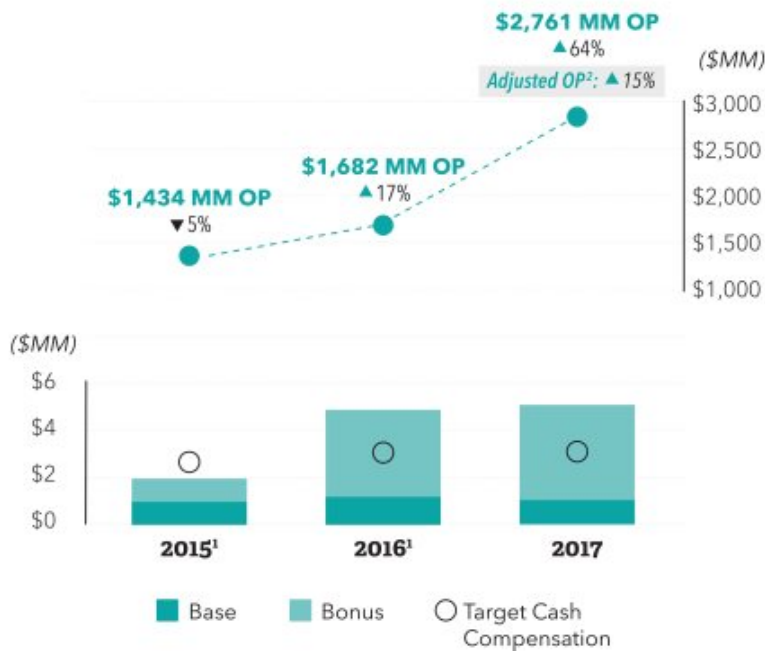 $2,761 MM OP
▲64%
($MM)
Adjusted OP²: ▲ 15%
$3,000
$2,500
$1,682 MM OP
▲ 17%
$2,000
$1,434 MM OP
▼5%
$1,500
$1,000
($MM)
$6
$4
$2
$0
2015¹ 2016¹ 2017
Base Bonus Target Cash
Compensation